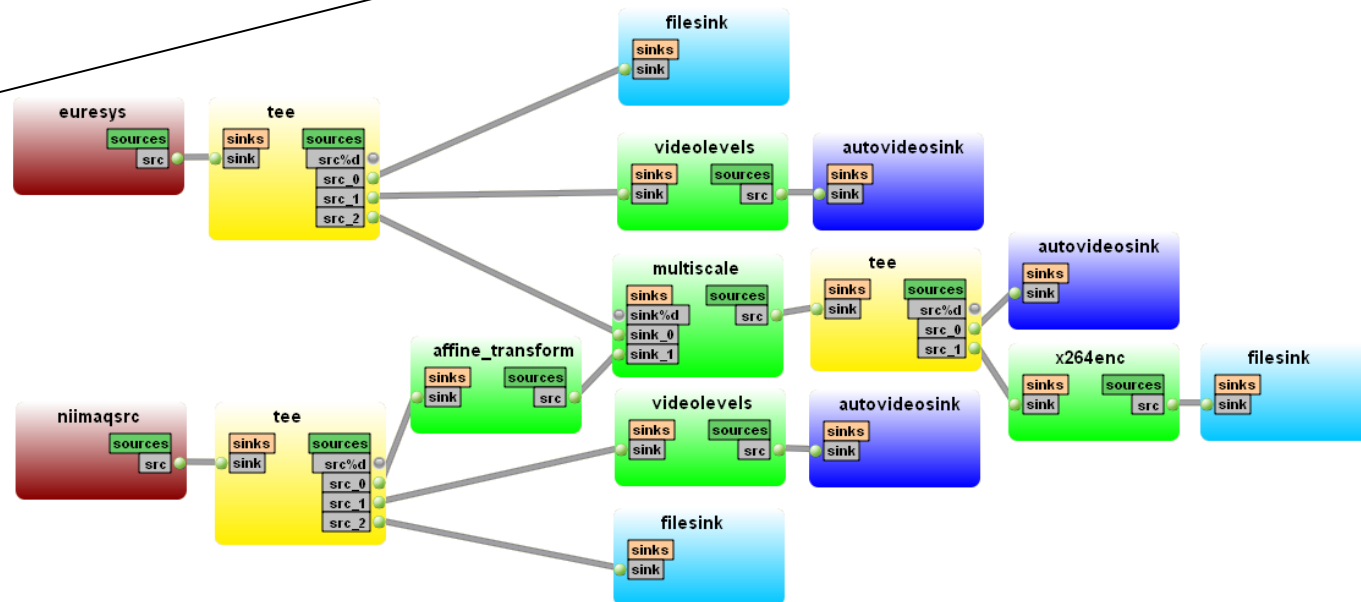 filesink
sinks
sink
euresys
sources
src
tee
sinks
sources
sink
src%d
src_0
src_1
src_2
videolevels
sinks
sources
sink
src
autovideosink
sinks
sink
multiscale
sinks
sources
sink%d
src
sink_0
sink_1
tee
sinks
sources
sink
src%d
src_0
src_1
autovideosink
sinks
sink
affine_transform
sinks
sources
sink
src
x264enc
sinks
sources
sink
src
filesink
sinks
sink
niimaqsrc
sources
src
tee
sinks
sources
sink
src%d
src_0
src_1
src_2
videolevels
sinks
sources
sink
src
autovideosink
sinks
sink
filesink
sinks
sink